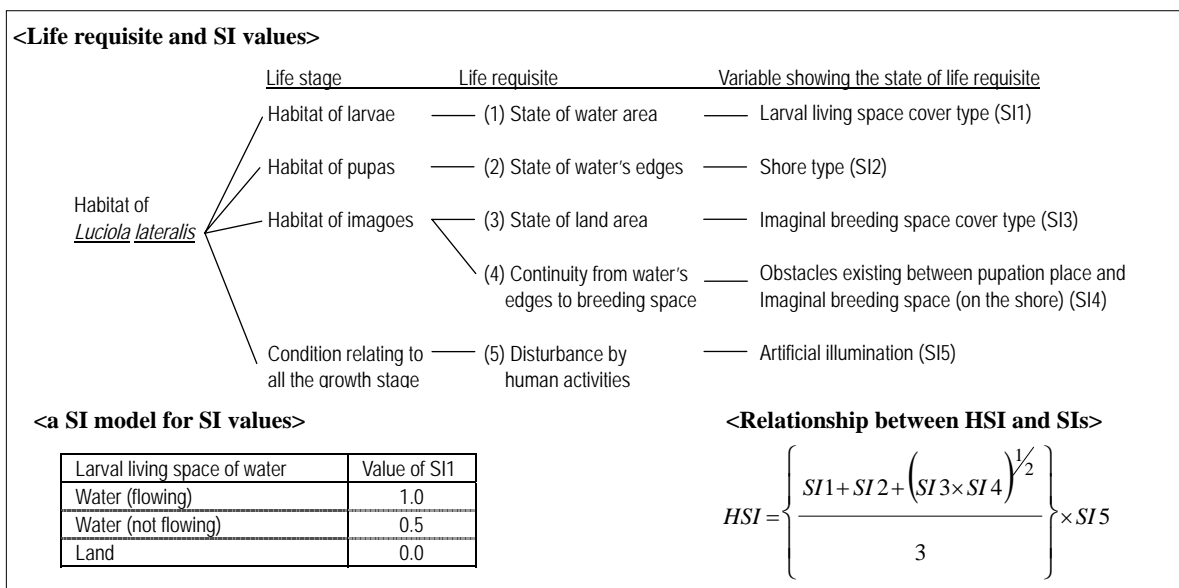 <Life requisite and SI values>
Life stage Life requisite Variable showing the state of life requisite
Habitat of larvae (1) State of water area Larval living space cover type (SI1)
Habitat of pupas (2) State of water's edges Shore type (SI2)
Habitat of
Luciola lateralis
Habitat of imagoes (3) State of land area Imaginal breeding space cover type (SI3)
(4) Continuity from water's Obstacles existing between pupation place and
edges to breeding space Imaginal breeding space (on the shore) (SI4)
Condition relating to (5) Disturbance by Artificial illumination (SI5)
all the growth stage human activities
<a SI model for SI values>
Larval living space of water Value of SI1
Water (flowing) 1.0
Water (not flowing) 0.5
Land 0.0
<Relationship between HSI and SIs>
HSI = { (SI1 + SI2 + (SI3 × SI4)^1/2) / 3 } × SI5